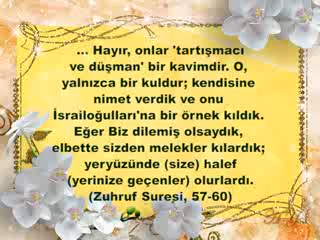 ... Hayır, onlar 'tartışmacı
ve düşman' bir kavimdir. O,
yalnızca bir kuldur; kendisine
nimet verdik ve onu
İsrailoğulları'na bir örnek kıldık.
Eğer Biz dilemiş olsaydık,
elbette sizden melekler kılardık;
yeryüzünde (size) halef
(yerinize geçenler) olurlardı.
(Zuhruf Suresi, 57-60)